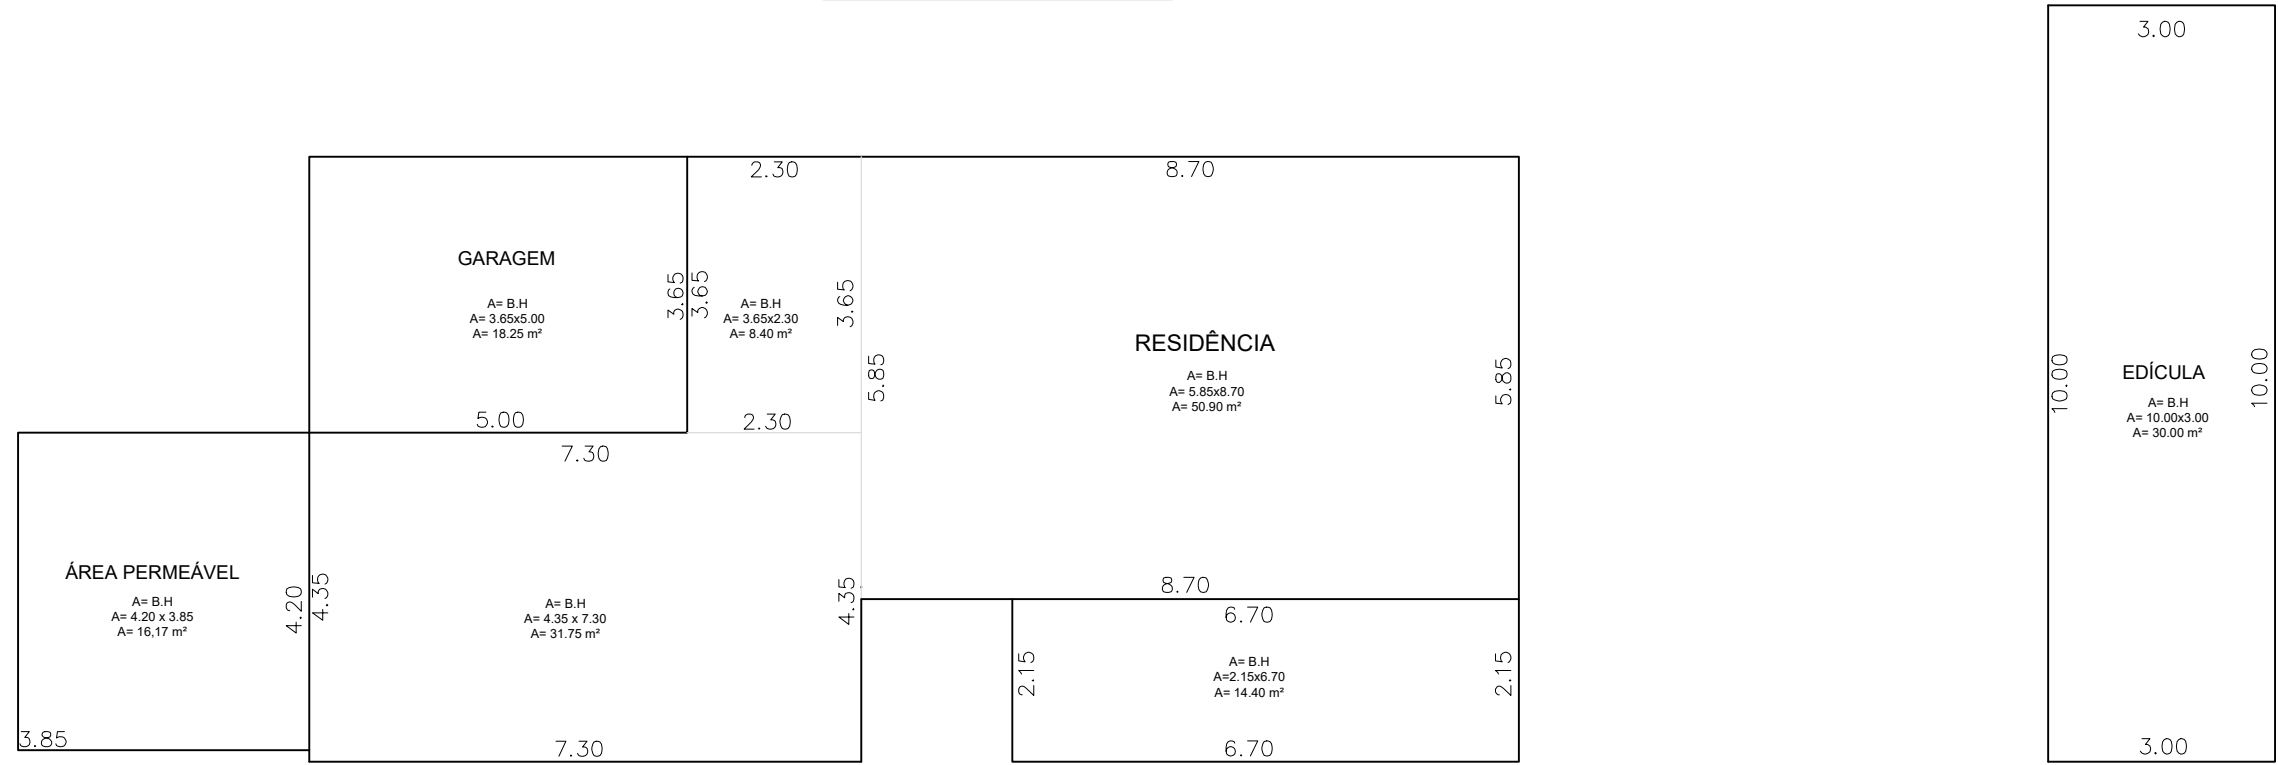 3.00
2.30
8.70
GARAGEM
A= B.H
A= 3.65x5.00
A= 18.25 m²
3.65
3.65
A= B.H
A= 3.65x2.30
A= 8.40 m²
3.65
5.85
RESIDÊNCIA
A= B.H
A= 5.85x8.70
A= 50.90 m²
5.85
10.00
EDÍCULA
A= B.H
A= 10.00x3.00
A= 30.00 m²
10.00
5.00
2.30
7.30
ÁREA PERMEÁVEL
A= B.H
A= 4.20 x 3.85
A= 16,17 m²
4.20
4.35
A= B.H
A= 4.35 x 7.30
A= 31.75 m²
4.35
8.70
6.70
2.15
A= B.H
A=2.15x6.70
A= 14.40 m²
2.15
3.85
7.30
6.70
3.00